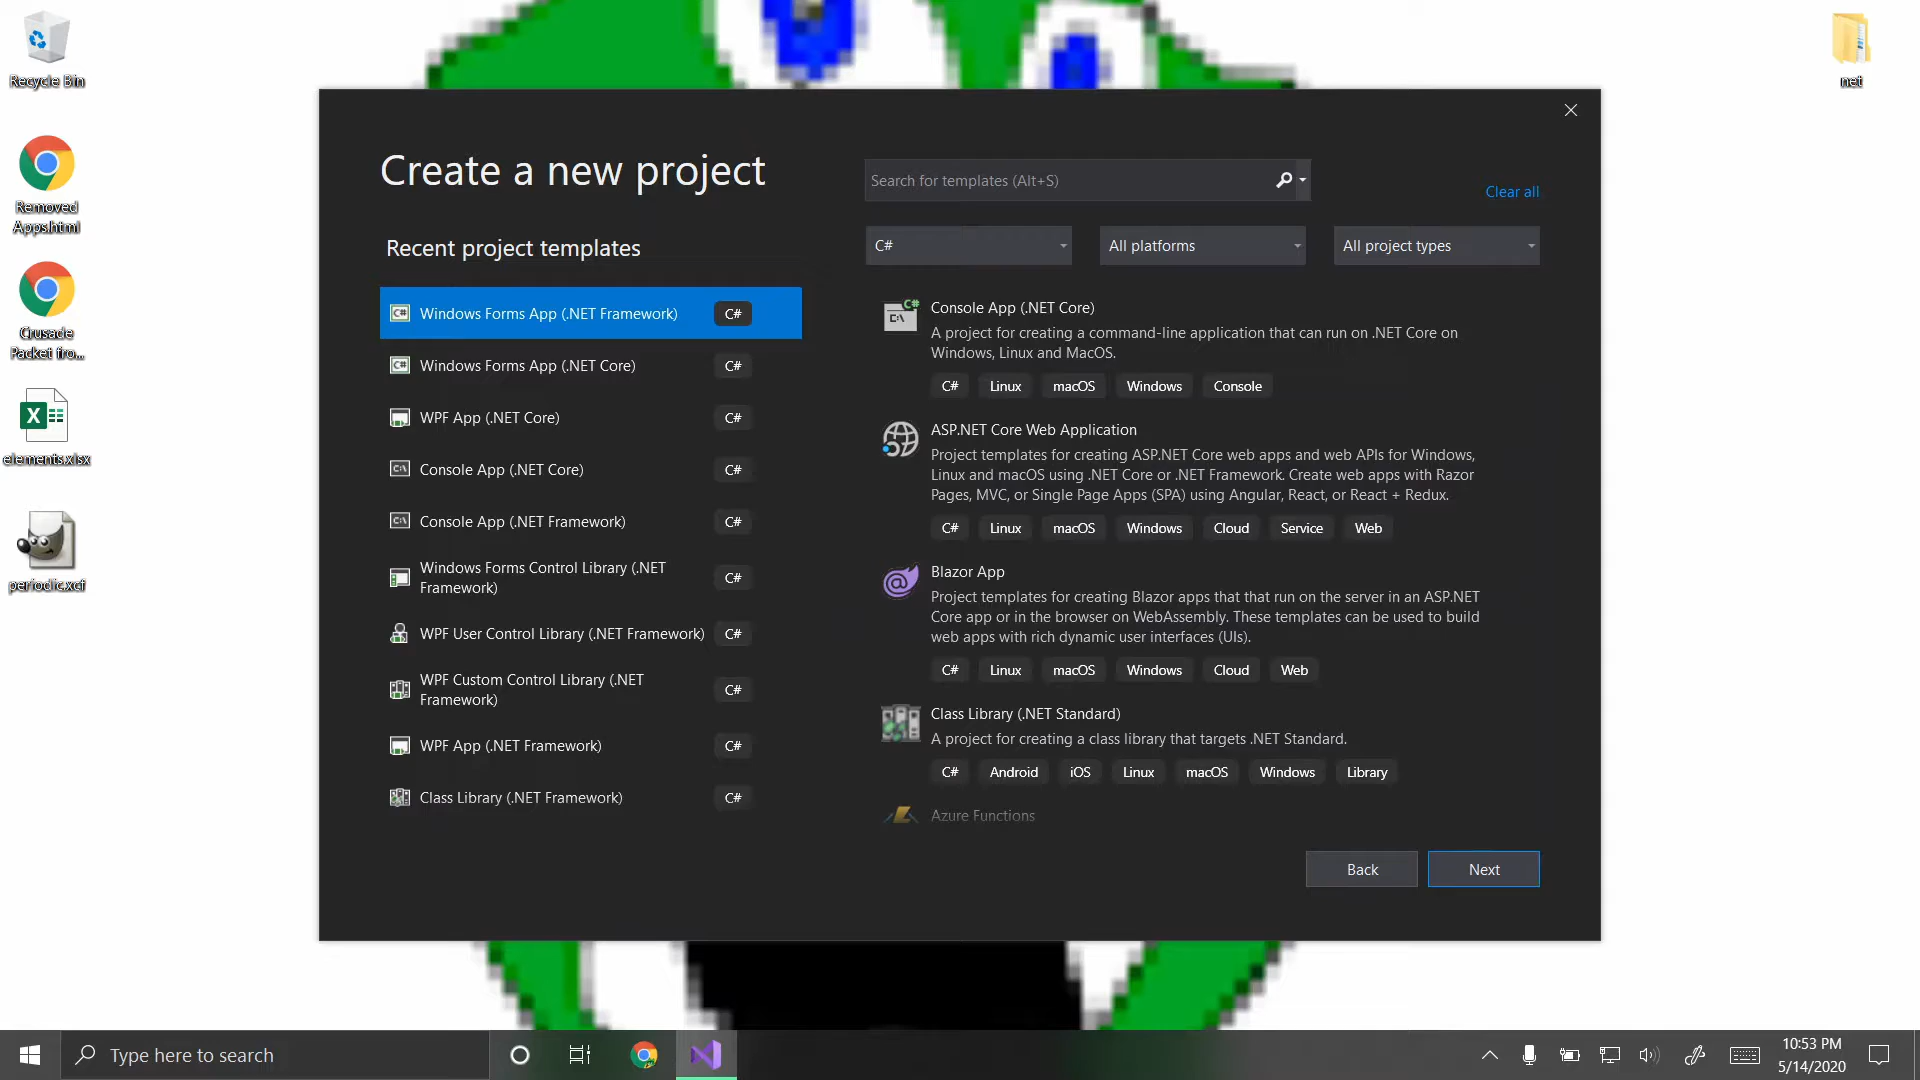 Recycle Bin
Removed
Apps.html
Crusade
Packet fro...
elements.xlsx
periodic.xcf
net
Create a new project
Search for templates (Alt+S)
Clear all
C#
All platforms
All project types
Recent project templates
Windows Forms App (.NET Framework) C#
Windows Forms App (.NET Core) C#
WPF App (.NET Core) C#
Console App (.NET Core) C#
Console App (.NET Framework) C#
Windows Forms Control Library (.NET
Framework) C#
WPF User Control Library (.NET Framework) C#
WPF Custom Control Library (.NET
Framework) C#
WPF App (.NET Framework) C#
Class Library (.NET Framework) C#
Console App (.NET Core)
A project for creating a command-line application that can run on .NET Core on
Windows, Linux and MacOS.
C# Linux macOS Windows Console
ASP.NET Core Web Application
Project templates for creating ASP.NET Core web apps and web APIs for Windows,
Linux and macOS using .NET Core or .NET Framework. Create web apps with Razor
Pages, MVC, or Single Page Apps (SPA) using Angular, React, or React + Redux.
C# Linux macOS Windows Cloud Service Web
Blazor App
Project templates for creating Blazor apps that that run on the server in an ASP.NET
Core app or in the browser on WebAssembly. These templates can be used to build
web apps with rich dynamic user interfaces (UIs).
C# Linux macOS Windows Cloud Web
Class Library (.NET Standard)
A project for creating a class library that targets .NET Standard.
C# Android iOS Linux macOS Windows Library
Azure Functions
Back
Next
Type here to search
10:53 PM
5/14/2020